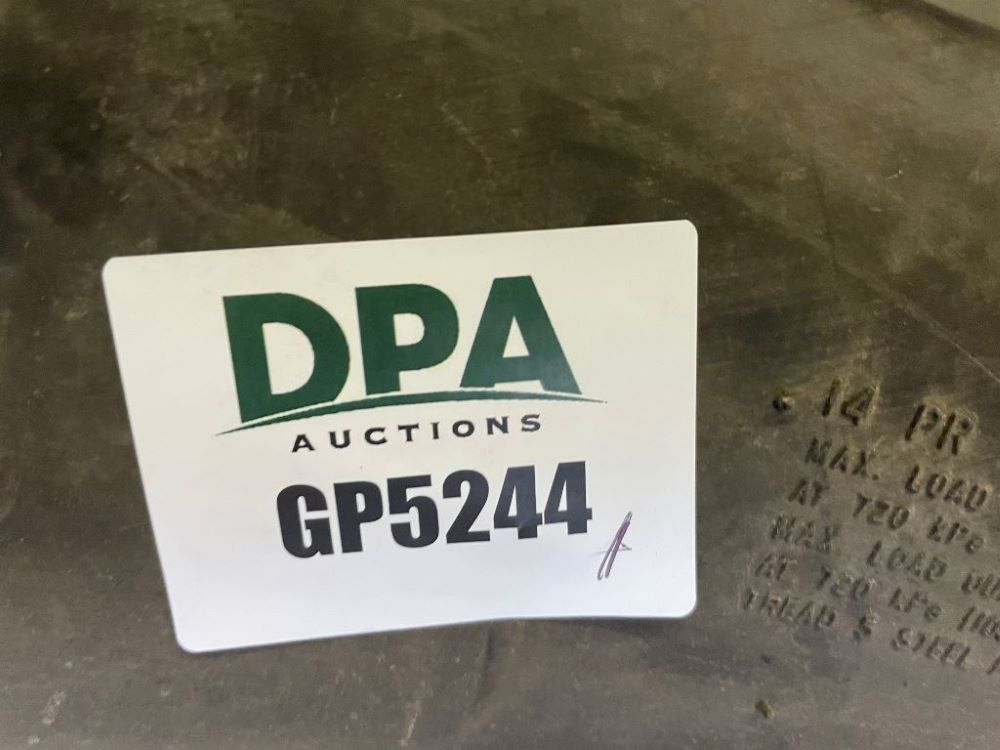 DPA
AUCTIONS
GP5244 A
14 PR
MAX. LOAD
AT 720 kPa
MAX. LOAD
AT 720 kPa
TREAD 5 STEEL